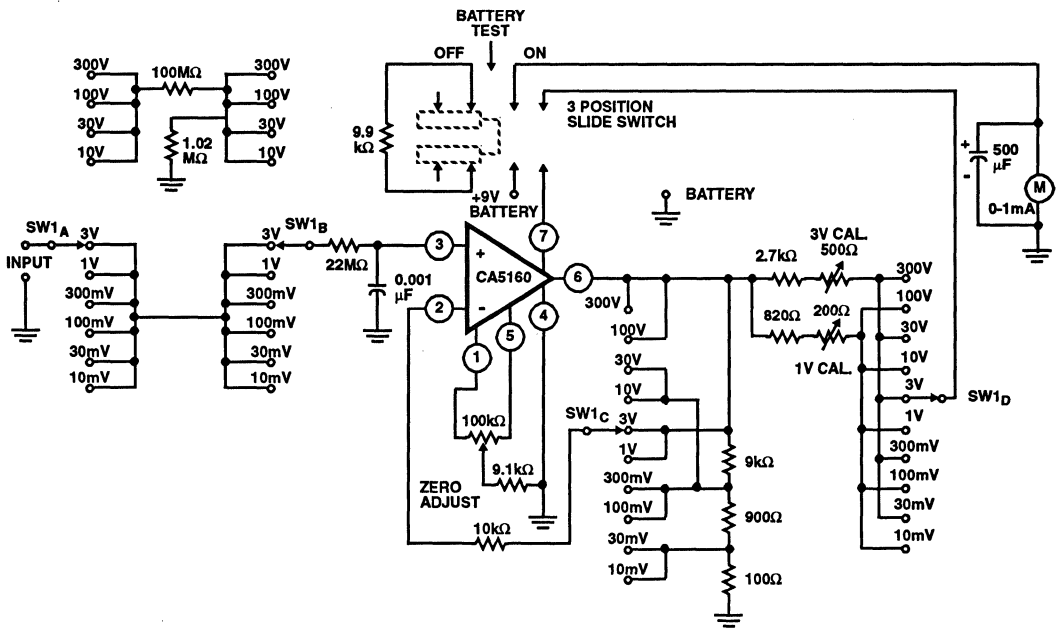 BATTERY
TEST
OFF
ON
3 POSITION
SLIDE SWITCH
9.9
kΩ
+9V
BATTERY
BATTERY
500
μF
+
-
M
0-1mA
300V
100V
30V
10V
100MΩ
1.02
MΩ
300V
100V
30V
10V
SW1A
INPUT
3V
1V
300mV
100mV
30mV
10mV
SW1B
3V
1V
300mV
100mV
30mV
10mV
22MΩ
0.001
μF
3
2
+
-
CA5160
7
6
4
5
1
100kΩ
9.1kΩ
ZERO
ADJUST
10kΩ
SW1C
300V
100V
30V
10V
3V
1V
300mV
100mV
30mV
10mV
9kΩ
900Ω
100Ω
2.7kΩ
3V CAL.
500Ω
820Ω
200Ω
1V CAL.
300V
100V
30V
10V
3V
1V
300mV
100mV
30mV
10mV
SW1D